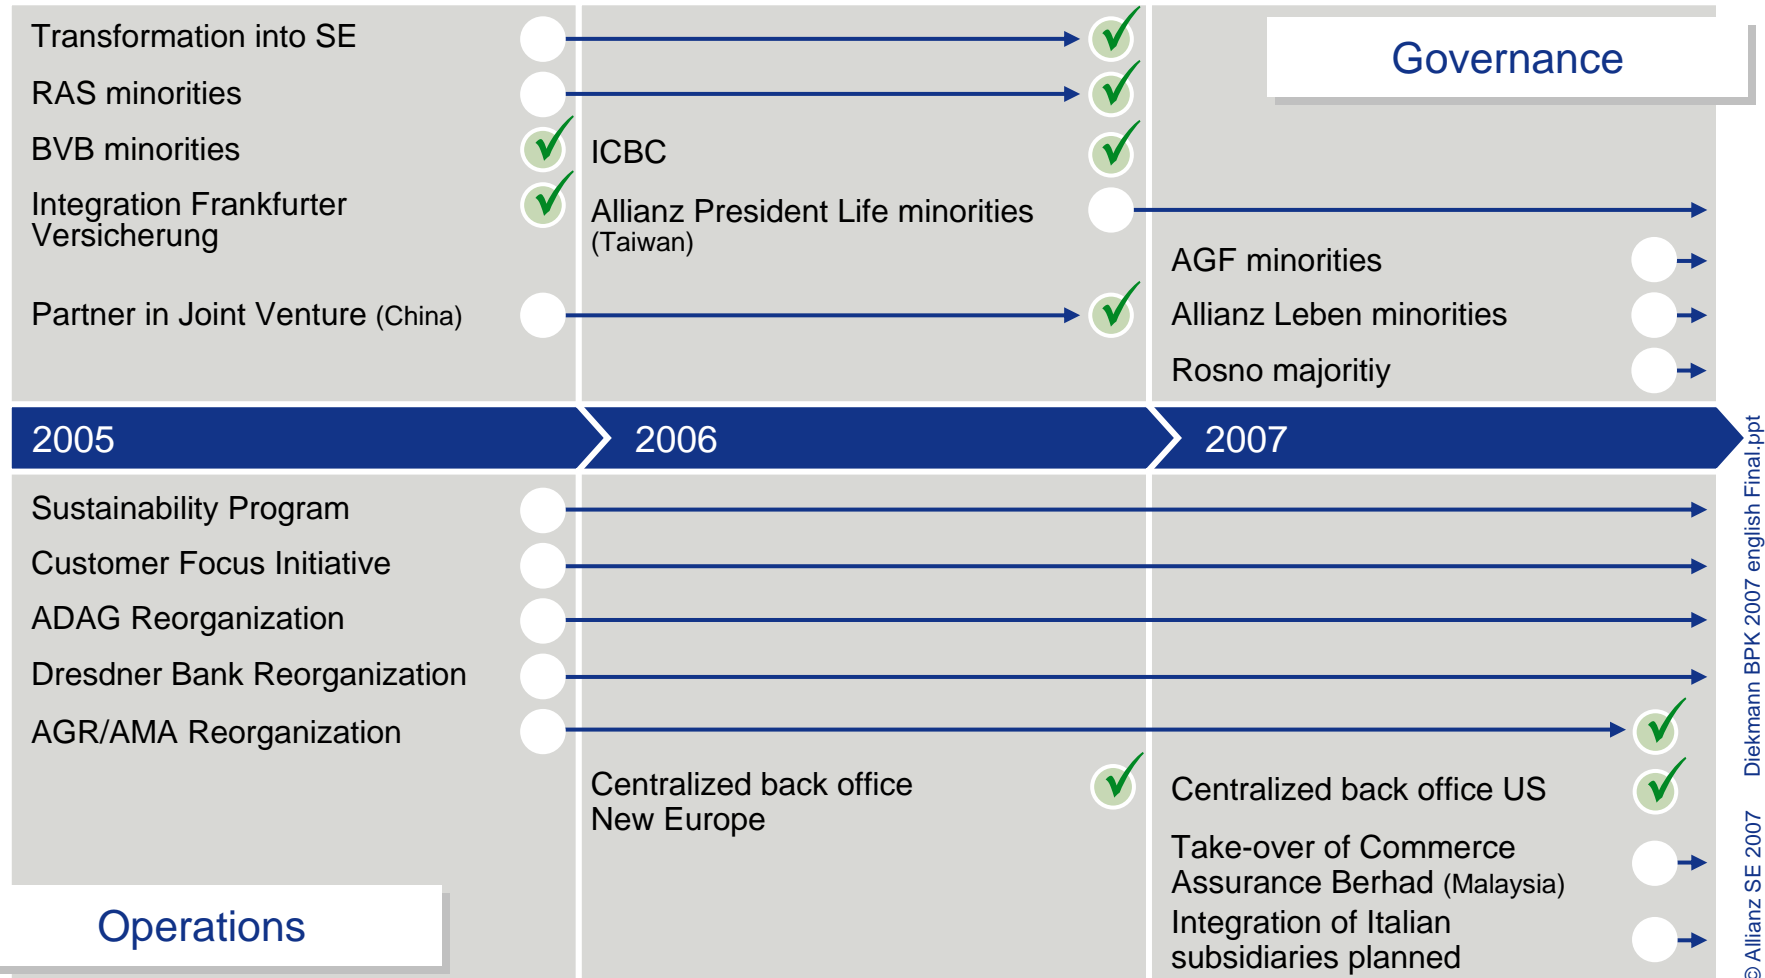 Transformation into SE
Governance
RAS minorities
BVB minorities
ICBC
Integration Frankfurter
Versicherung
Allianz President Life minorities
(Taiwan)
AGF minorities
Partner in Joint Venture (China)
Allianz Leben minorities
Rosno majoritiy
2005
2006
2007
Sustainability Program
Customer Focus Initiative
ADAG Reorganization
Dresdner Bank Reorganization
AGR/AMA Reorganization
Centralized back office
New Europe
Centralized back office US
Take-over of Commerce
Assurance Berhad (Malaysia)
Integration of Italian
subsidiaries planned
Operations
© Allianz SE 2007 Diekmann BPK 2007 english Final.ppt